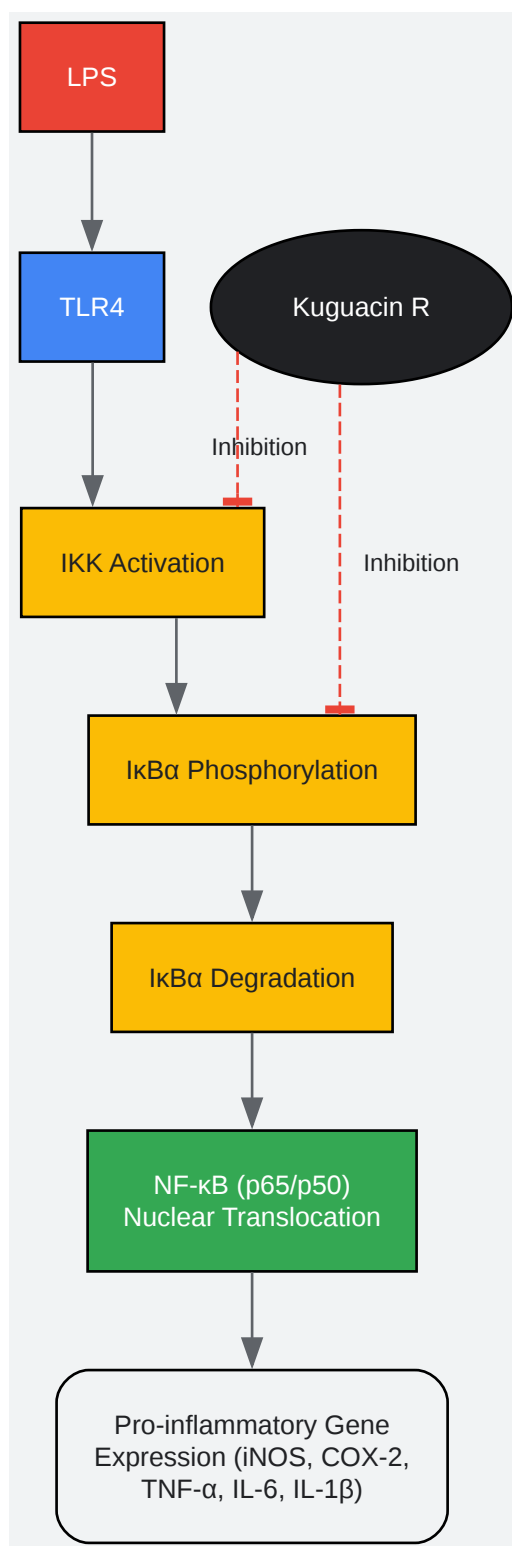 LPS
TLR4
Kuguacin R
Inhibition
IKK Activation
Inhibition
IκBα Phosphorylation
IκBα Degradation
NF-κB (p65/p50)
Nuclear Translocation
Pro-inflammatory Gene
Expression (iNOS, COX-2,
TNF-α, IL-6, IL-1β)